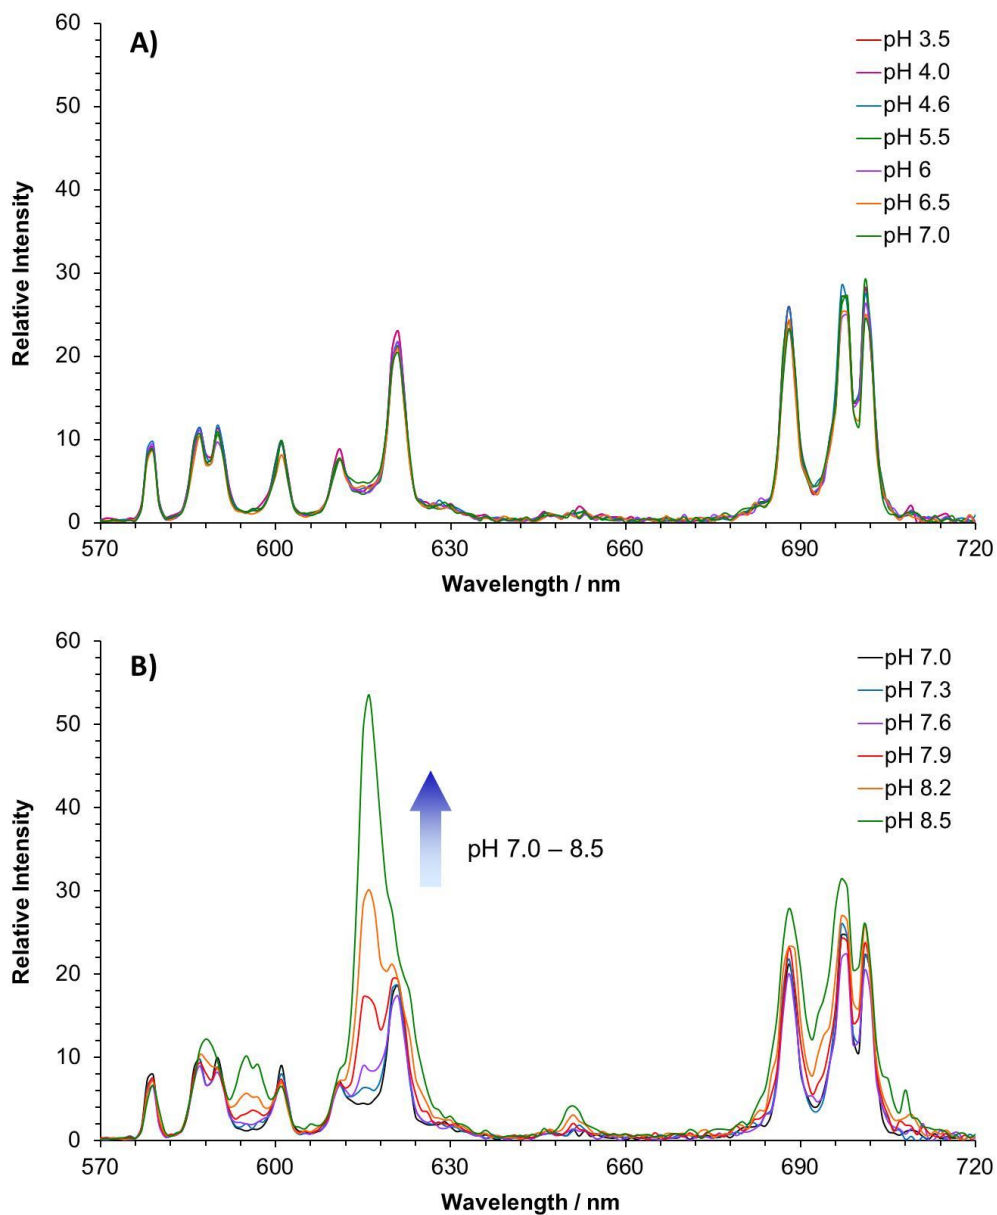 60
A)
50
40
30
20
10
0
Relative Intensity
pH 3.5
pH 4.0
pH 4.6
pH 5.5
pH 6
pH 6.5
pH 7.0
570 600 630 660 690 720
Wavelength / nm
60
B)
50
40
30
20
10
0
Relative Intensity
pH 7.0
pH 7.3
pH 7.6
pH 7.9
pH 8.2
pH 8.5
pH 7.0 – 8.5
570 600 630 660 690 720
Wavelength / nm